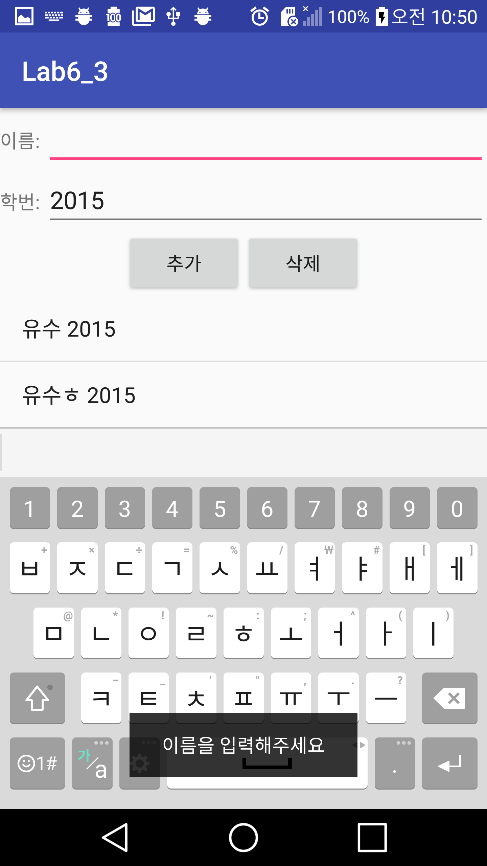 100
100% 오전 10:50
Lab6_3
이름:
학번: 2015
추가 삭제
유수 2015
유수ㅎ 2015
1 2 3 4 5 6 7 8 9 0
+ × ÷ = % / ₩ # [ ]
ㅂ ㅈ ㄷ ㄱ ㅅ ㅛ ㅕ ㅑ ㅐ ㅔ
@ * ! ~ : ; ^ ( )
ㅁ ㄴ ㅇ ㄹ ㅎ ㅗ ㅓ ㅏ ㅣ
- _ ' " , . ?
ㅋ ㅌ ㅊ ㅍ ㅠ ㅜ ㅡ
이름을 입력해주세요
1# 가/a .